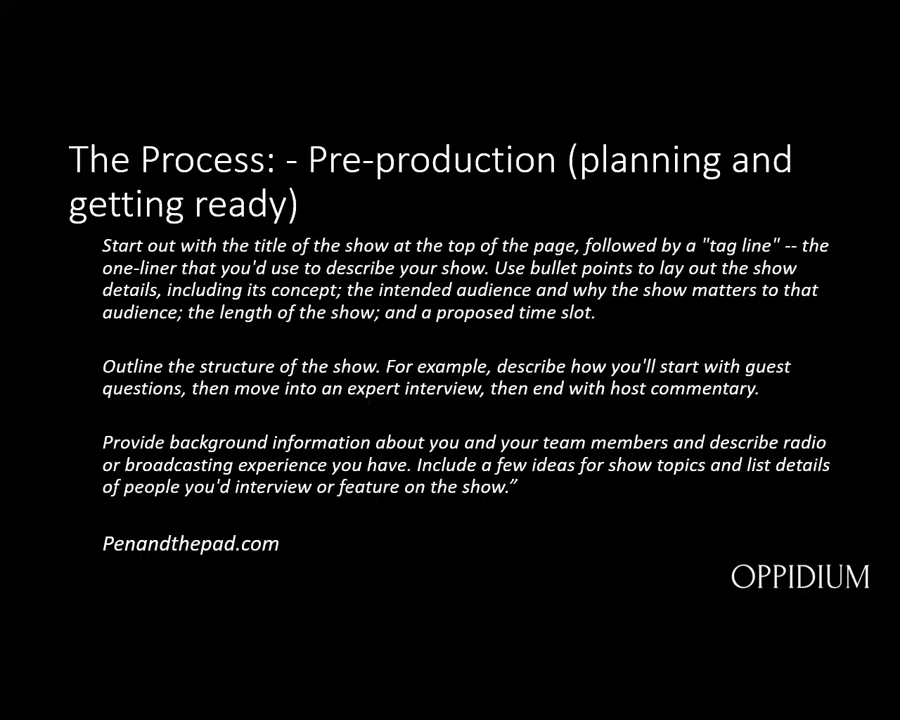 The Process: - Pre-production (planning and
getting ready)
Start out with the title of the show at the top of the page, followed by a "tag line" -- the
one-liner that you'd use to describe your show. Use bullet points to lay out the show
details, including its concept; the intended audience and why the show matters to that
audience; the length of the show; and a proposed time slot.
Outline the structure of the show. For example, describe how you'll start with guest
questions, then move into an expert interview, then end with host commentary.
Provide background information about you and your team members and describe radio
or broadcasting experience you have. Include a few ideas for show topics and list details
of people you'd interview or feature on the show.”
Penandthepad.com
OPPIDIUM